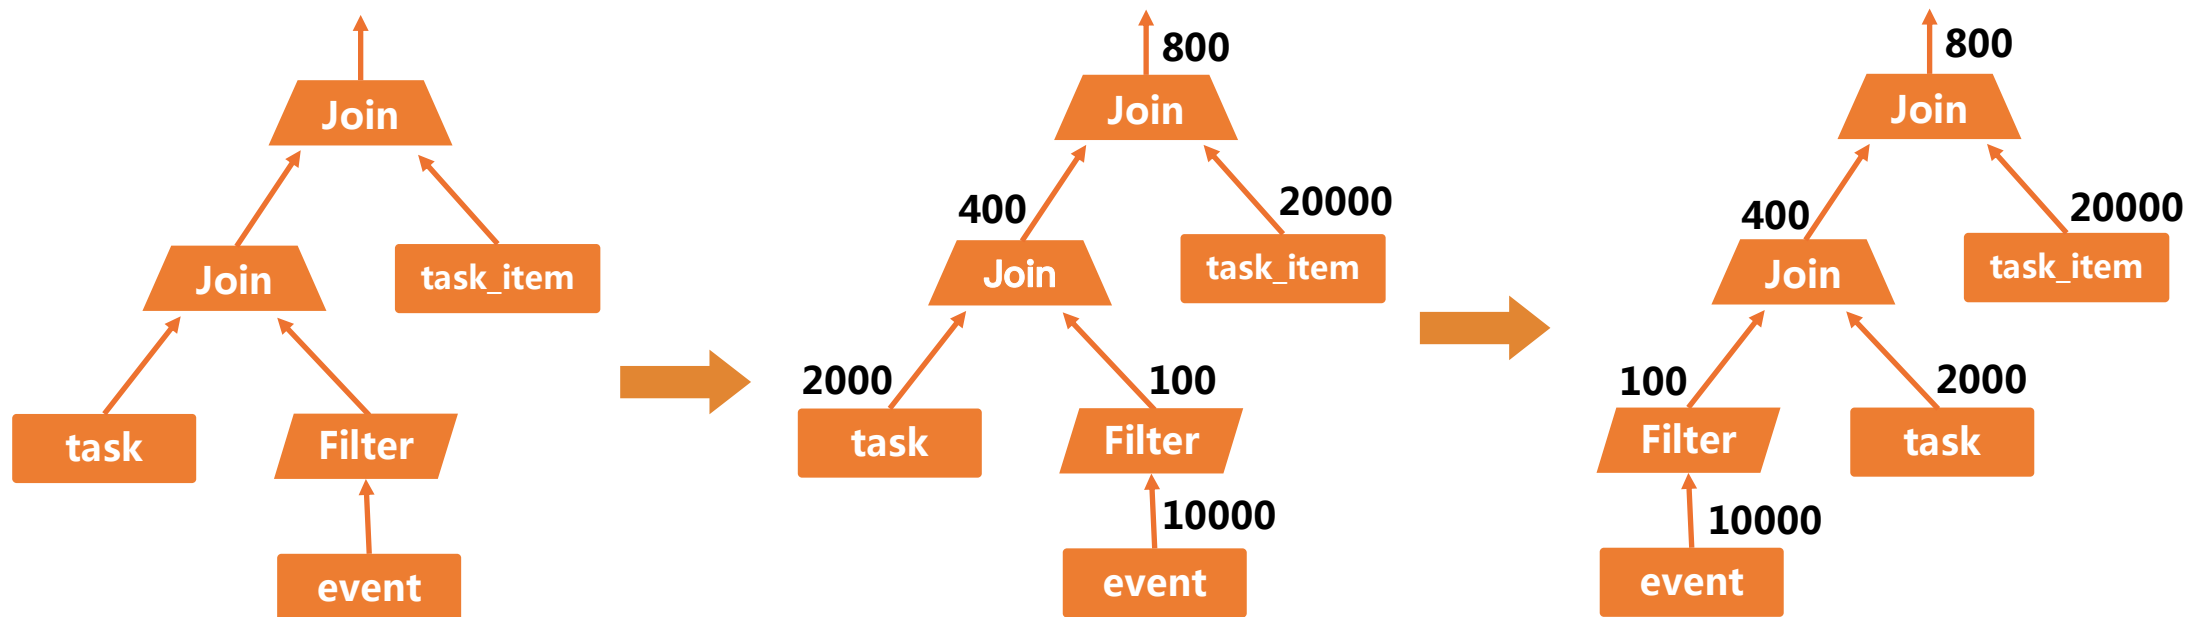 Join
Join
task_item
task
Filter
event
800
Join
400
20000
Join
task_item
2000
100
task
Filter
10000
event
800
Join
400
20000
Join
task_item
100
2000
Filter
task
10000
event